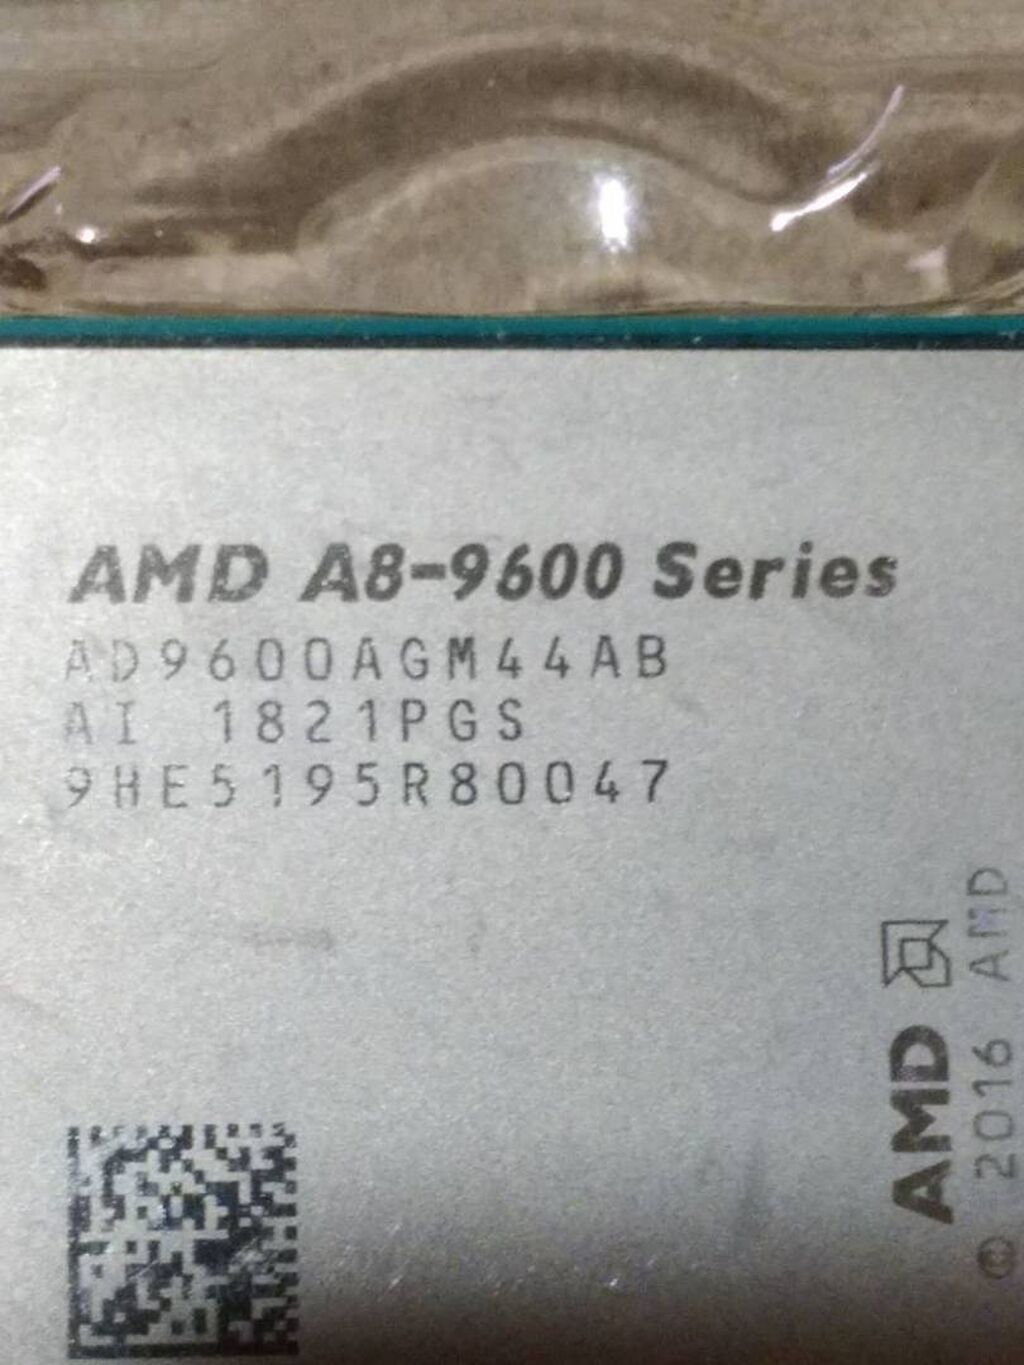 AMD A8-9600 Series
AD9600AGM44AB
AI 1821PGS
9HE5195R80047
AMD
© 2016 AMD